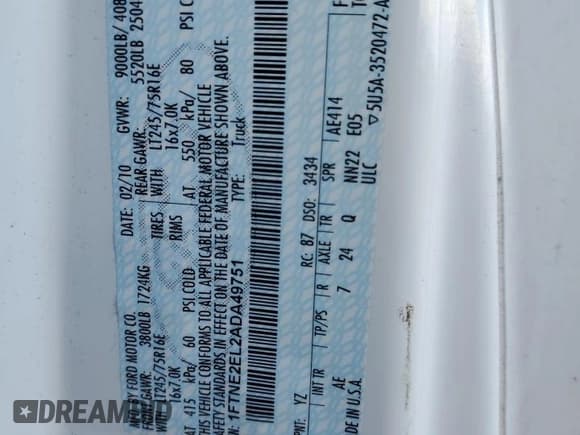 BY FORD MOTOR CO. DATE: 02/10 GVWR: 9000LB/ 408
FRONT GAWR: 3800LB 1724KG REAR GAWR: 5520LB 2504
LT245/75R16E TIRES WITH LT245/75R16E
16x7.0K RIMS 16x7.0K
AT 415 kPa/ 60 PSI COLD AT 550 kPa/ 80 PSI C
THIS VEHICLE CONFORMS TO ALL APPLICABLE FEDERAL MOTOR VEHICLE
SAFETY STANDARDS IN EFFECT ON THE DATE OF MANUFACTURE SHOWN ABOVE.
VIN: 1FTNE2EL2ADA49751 TYPE: Truck
PNT: YZ RC: 87 DSO: 3434
INT TR TP/PS R AXLE TR SPR F
AE 7 24 Q NN22 AE414
E05
DE IN U.S.A. ULC ▽5U5A-3520472-A
DREAMBID